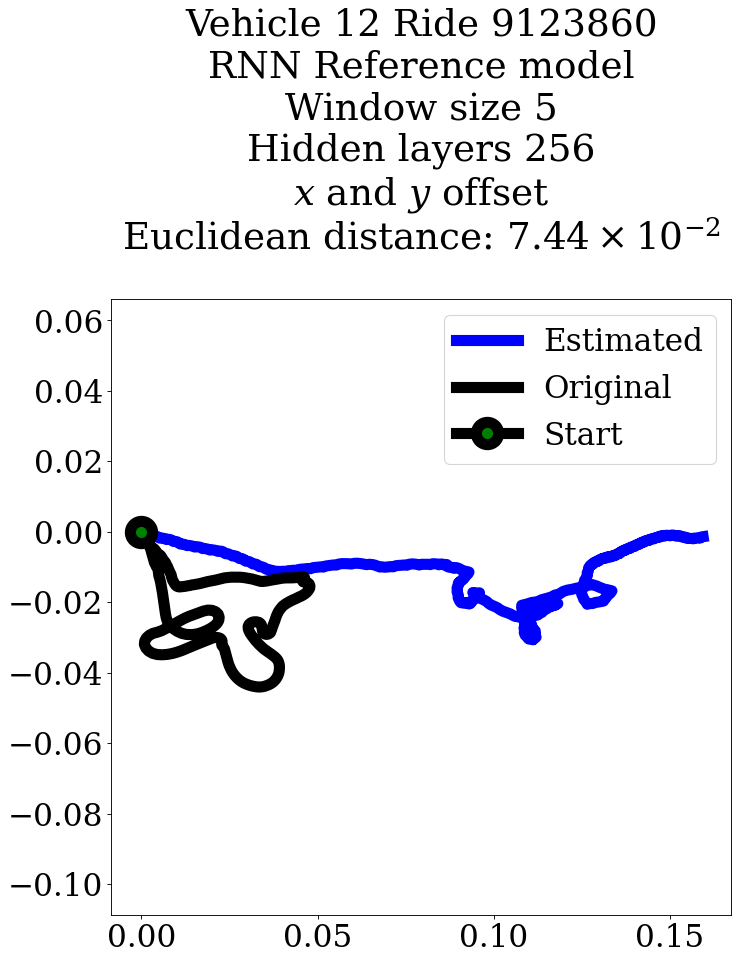 Vehicle 12 Ride 9123860
RNN Reference model
Window size 5
Hidden layers 256
x and y offset
Euclidean distance: 7.44 × 10⁻²
Estimated
Original
Start
0.06
0.04
0.02
0.00
−0.02
−0.04
−0.06
−0.08
−0.10
0.00 0.05 0.10 0.15